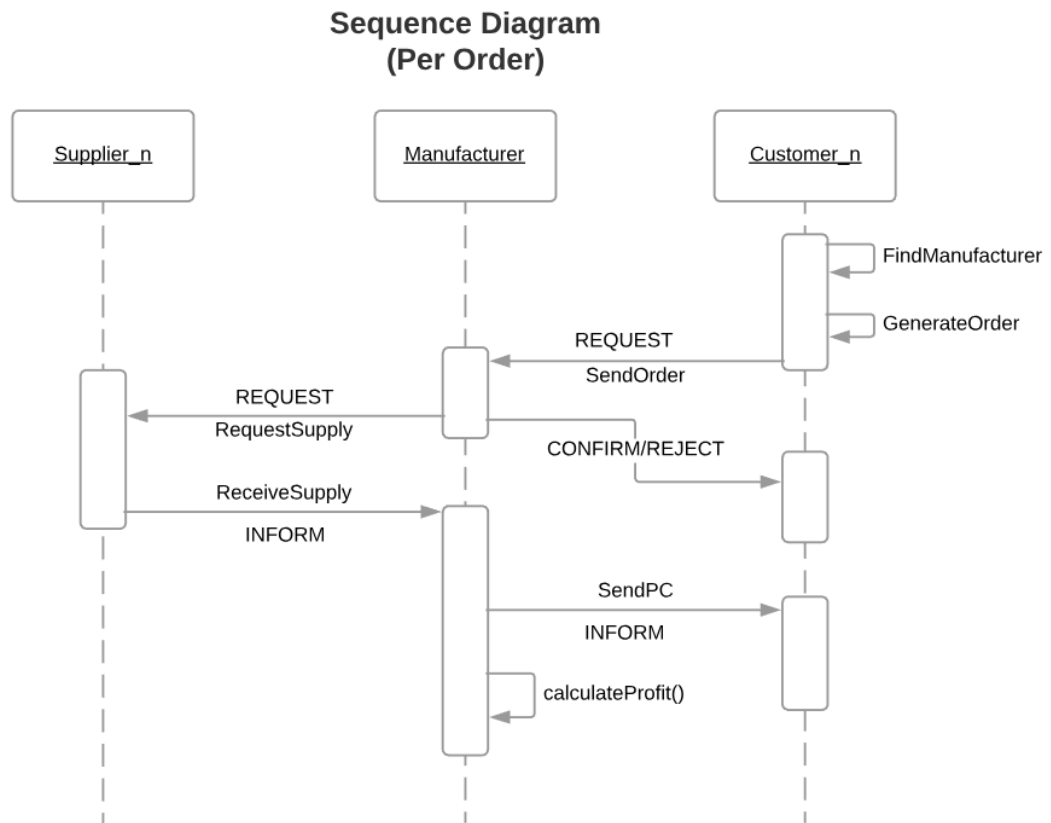 Sequence Diagram
(Per Order)
Supplier_n
Manufacturer
Customer_n
FindManufacturer
GenerateOrder
REQUEST
SendOrder
REQUEST
RequestSupply
CONFIRM/REJECT
ReceiveSupply
INFORM
SendPC
INFORM
calculateProfit()